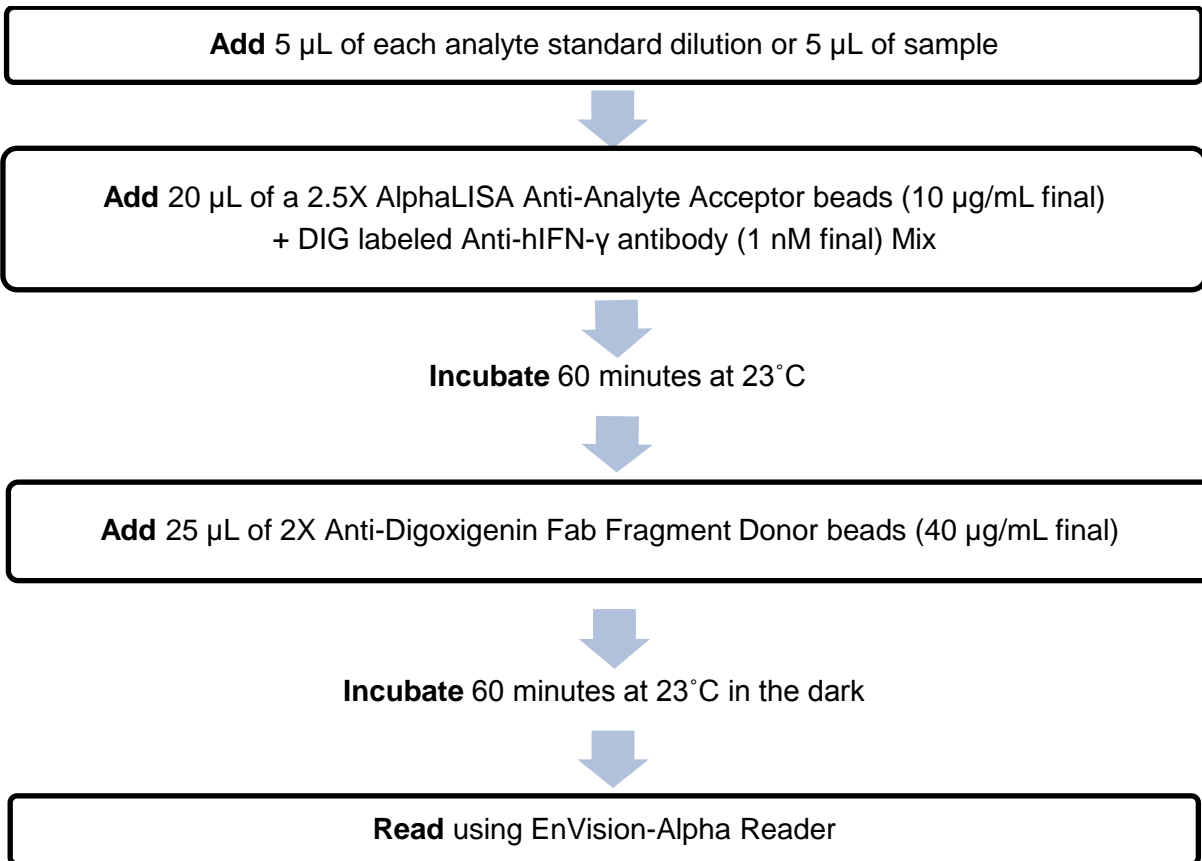 Add 5 µL of each analyte standard dilution or 5 µL of sample
Add 20 µL of a 2.5X AlphaLISA Anti-Analyte Acceptor beads (10 µg/mL final)
+ DIG labeled Anti-hIFN-γ antibody (1 nM final) Mix
Incubate 60 minutes at 23˚C
Add 25 µL of 2X Anti-Digoxigenin Fab Fragment Donor beads (40 µg/mL final)
Incubate 60 minutes at 23˚C in the dark
Read using EnVision-Alpha Reader